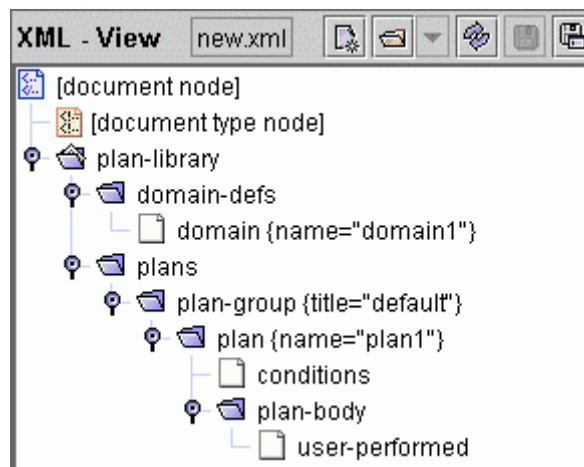 XML - View new.xml
[document node]
[document type node]
plan-library
domain-defs
domain {name="domain1"}
plans
plan-group {title="default"}
plan {name="plan1"}
conditions
plan-body
user-performed